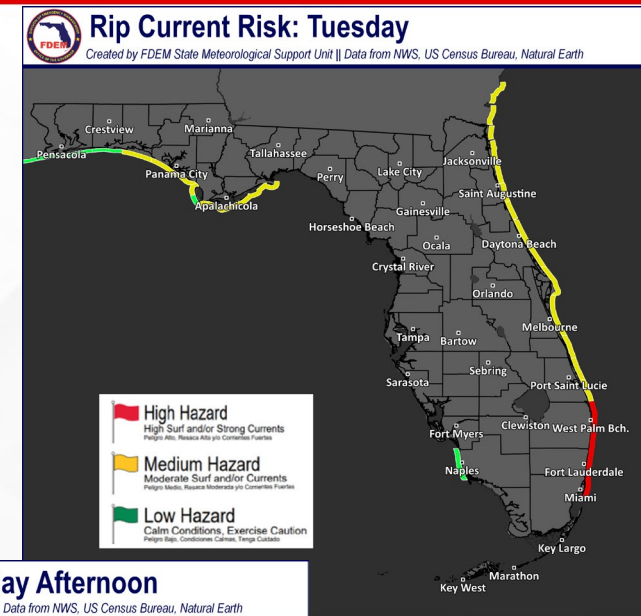 Rip Current Risk: Tuesday
Created by FDEM State Meteorological Support Unit || Data from NWS, US Census Bureau, Natural Earth
FDEM
Crestview
Marianna
Pensacola
Tallahassee
Jacksonville
Panama City
Perry
Lake City
Saint Augustine
Apalachicola
Gainesville
Horseshoe Beach
Ocala
Daytona Beach
Crystal River
Orlando
Melbourne
Tampa
Bartow
Sebring
Sarasota
Port Saint Lucie
High Hazard
High Surf and/or Strong Currents
Peligro Alto, Resaca Alta y/o Corrientes Fuertes
Clewiston
West Palm Bch.
Fort Myers
Medium Hazard
Moderate Surf and/or Currents
Peligro Medio, Resaca Moderada y/o Corrientes Fuertes
Naples
Fort Lauderdale
Miami
Low Hazard
Calm Conditions, Exercise Caution
Peligro Bajo, Condiciones Calmas, Tenga Cuidado
Key Largo
Marathon
Key West
ay Afternoon
Data from NWS, US Census Bureau, Natural Earth